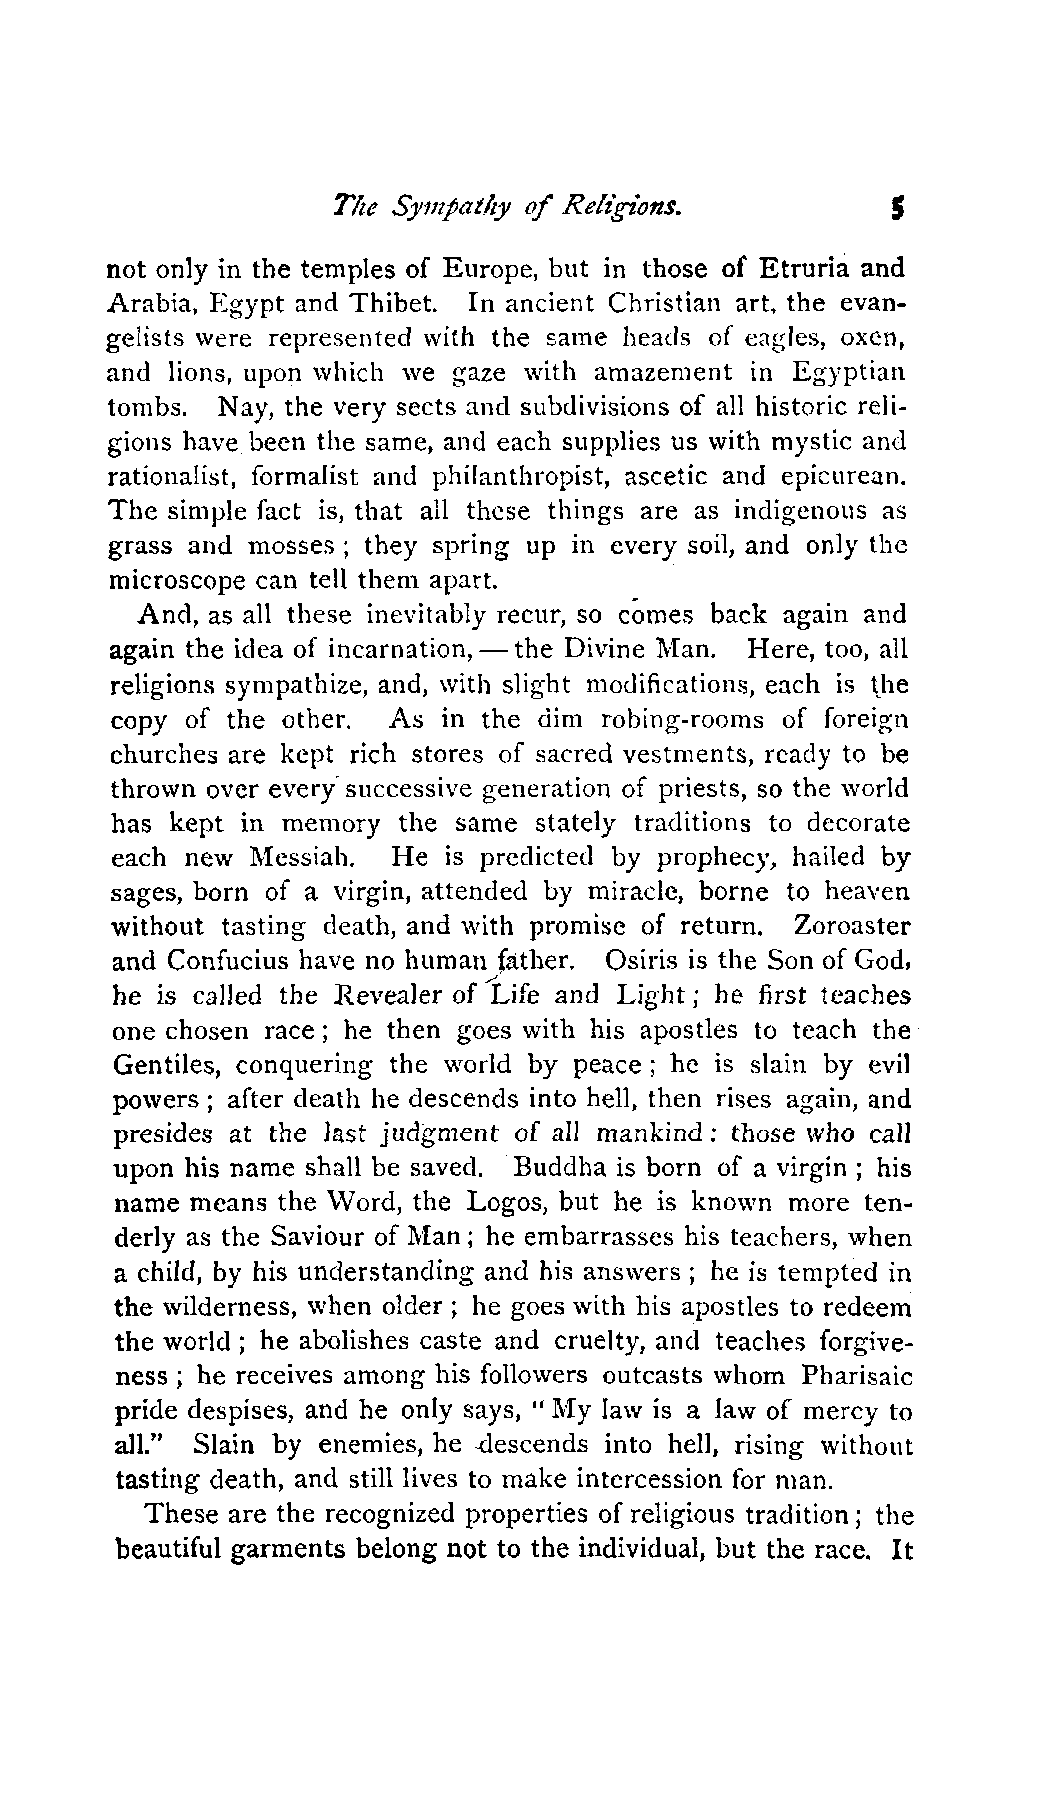 The Sympathy of Religions. 5
not only in the temples of Europe, but in those of Etruria and
Arabia, Egypt and Thibet. In ancient Christian art, the evan-
gelists were represented with the same heads of eagles, oxen,
and lions, upon which we gaze with amazement in Egyptian
tombs. Nay, the very sects and subdivisions of all historic reli-
gions have been the same, and each supplies us with mystic and
rationalist, formalist and philanthropist, ascetic and epicurean.
The simple fact is, that all these things are as indigenous as
grass and mosses ; they spring up in every soil, and only the
microscope can tell them apart.
And, as all these inevitably recur, so comes back again and
again the idea of incarnation, — the Divine Man. Here, too, all
religions sympathize, and, with slight modifications, each is the
copy of the other. As in the dim robing-rooms of foreign
churches are kept rich stores of sacred vestments, ready to be
thrown over every successive generation of priests, so the world
has kept in memory the same stately traditions to decorate
each new Messiah. He is predicted by prophecy, hailed by
sages, born of a virgin, attended by miracle, borne to heaven
without tasting death, and with promise of return. Zoroaster
and Confucius have no human father. Osiris is the Son of God,
he is called the Revealer of Life and Light ; he first teaches
one chosen race ; he then goes with his apostles to teach the
Gentiles, conquering the world by peace ; he is slain by evil
powers ; after death he descends into hell, then rises again, and
presides at the last judgment of all mankind : those who call
upon his name shall be saved. Buddha is born of a virgin ; his
name means the Word, the Logos, but he is known more ten-
derly as the Saviour of Man ; he embarrasses his teachers, when
a child, by his understanding and his answers ; he is tempted in
the wilderness, when older ; he goes with his apostles to redeem
the world ; he abolishes caste and cruelty, and teaches forgive-
ness ; he receives among his followers outcasts whom Pharisaic
pride despises, and he only says, " My law is a law of mercy to
all." Slain by enemies, he descends into hell, rising without
tasting death, and still lives to make intercession for man.
These are the recognized properties of religious tradition ; the
beautiful garments belong not to the individual, but the race. It